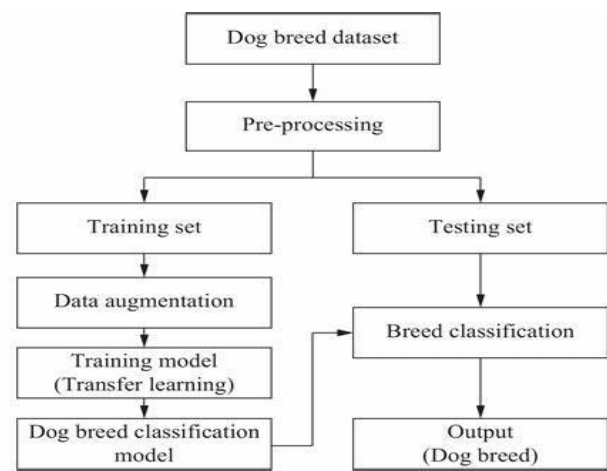 Dog breed dataset
Pre-processing
Training set
Testing set
Data augmentation
Breed classification
Training model
(Transfer learning)
Dog breed classification
model
Output
(Dog breed)